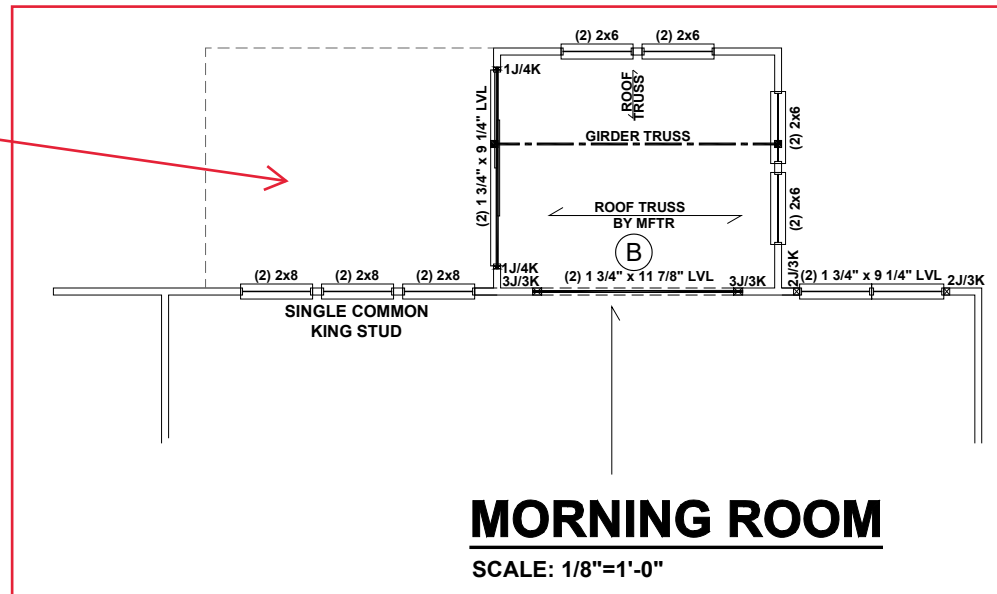 (2) 2x6
(2) 2x6
1J/4K
ROOF
TRUSS
(2) 1 3/4" x 9 1/4" LVL
GIRDER TRUSS
(2) 2x6
ROOF TRUSS
BY MFTR
(2) 2x6
B
1J/4K
3J/3K
(2) 1 3/4" x 11 7/8" LVL
3J/3K
2J/3K
(2) 1 3/4" x 9 1/4" LVL
2J/3K
(2) 2x8
(2) 2x8
(2) 2x8
SINGLE COMMON
KING STUD
MORNING ROOM
SCALE: 1/8"=1'-0"